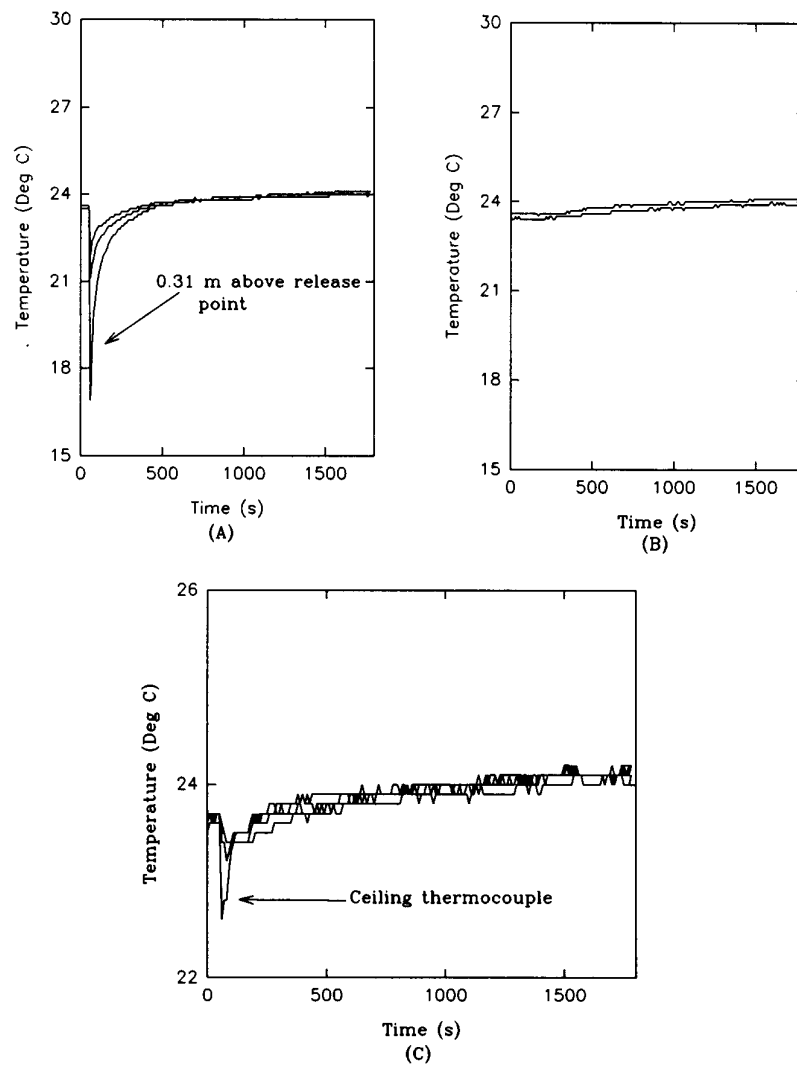 30
27
24
21
18
15
Temperature (Deg C)
0.31 m above release
point
0 500 1000 1500
Time (s)
(A)
30
27
24
21
18
15
Temperature (Deg C)
0 500 1000 1500
Time (s)
(B)
26
24
22
Temperature (Deg C)
Ceiling thermocouple
0 500 1000 1500
Time (s)
(C)